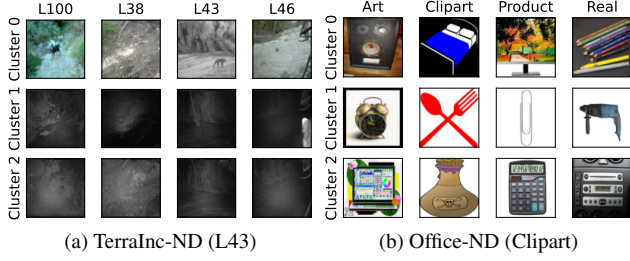 L100 L38 L43 L46
Cluster 0
Cluster 1
Cluster 2
(a) TerraInc-ND (L43)
Art Clipart Product Real
Cluster 0
Cluster 1
Cluster 2
(b) Office-ND (Clipart)